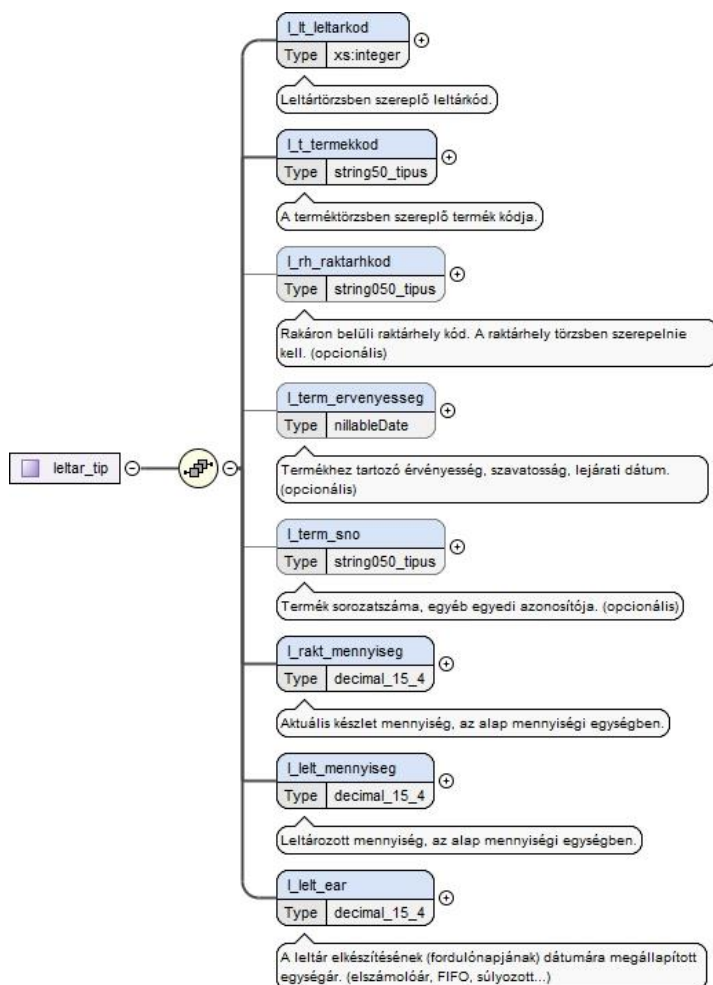 l_lt_leltarkod
Type xs:integer
Leltártörzsben szereplő leltárkód.
l_t_termekkod
Type string50_tipus
A terméktörzsben szereplő termék kódja.
l_rh_raktarhkod
Type string050_tipus
Rakáron belüli raktárhely kód. A raktárhely törzsben szerepelnie
kell. (opcionális)
l_term_ervenyesseg
Type nillableDate
leltar_tip
Termékhez tartozó érvényesség, szavatosság, lejárati dátum.
(opcionális)
l_term_sno
Type string050_tipus
Termék sorozatszáma, egyéb egyedi azonosítója. (opcionális)
l_rakt_mennyiseg
Type decimal_15_4
Aktuális készlet mennyiség, az alap mennyiségi egységben.
l_lelt_mennyiseg
Type decimal_15_4
Leltározott mennyiség, az alap mennyiségi egységben.
l_lelt_ear
Type decimal_15_4
A leltár elkészítésének (fordulónapjának) dátumára megállapított
egységár. (elszámolóár, FIFO, súlyozott...)